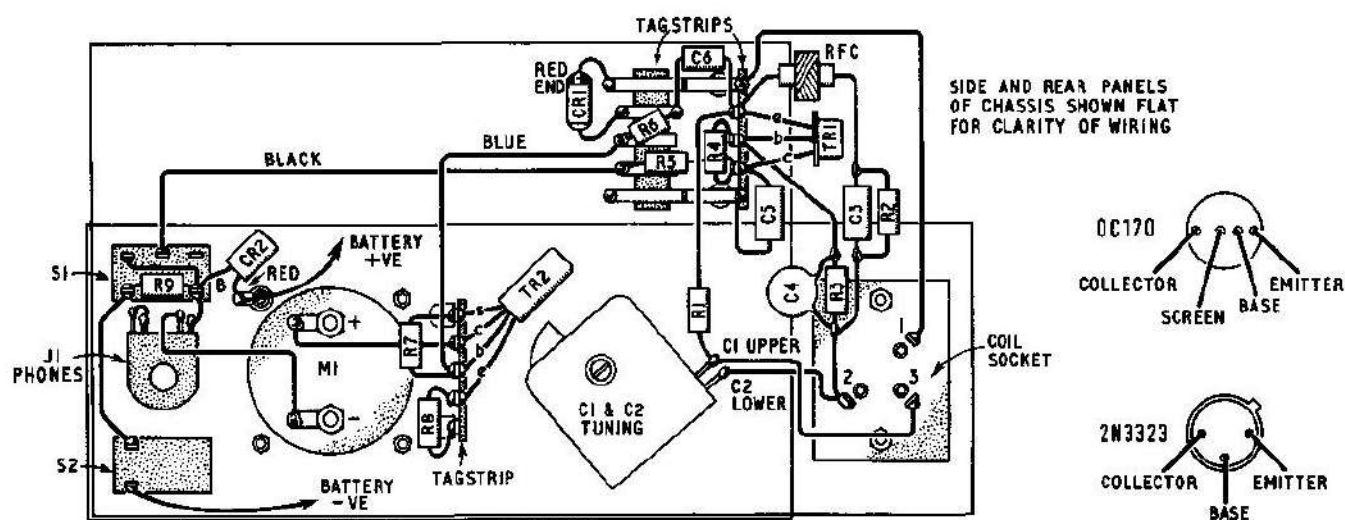 TAGSTRIPS
C6
RFC
RED
END
CR1
R6
R5
R4
e
b
c
TR1
SIDE AND REAR PANELS
OF CHASSIS SHOWN FLAT
FOR CLARITY OF WIRING
BLACK
BLUE
C5
C3
R2
S1
R9
CR2
B
RED
BATTERY
+VE
TR2
s
c
b
e
C4
R3
R1
OC170
COLLECTOR
SCREEN
BASE
EMITTER
J1
PHONES
+
M1
-
R7
R8
C1 & C2
TUNING
C1 UPPER
C2
LOWER
1
2
3
COIL
SOCKET
S2
TAGSTRIP
BATTERY
-VE
2N3323
COLLECTOR
EMITTER
BASE